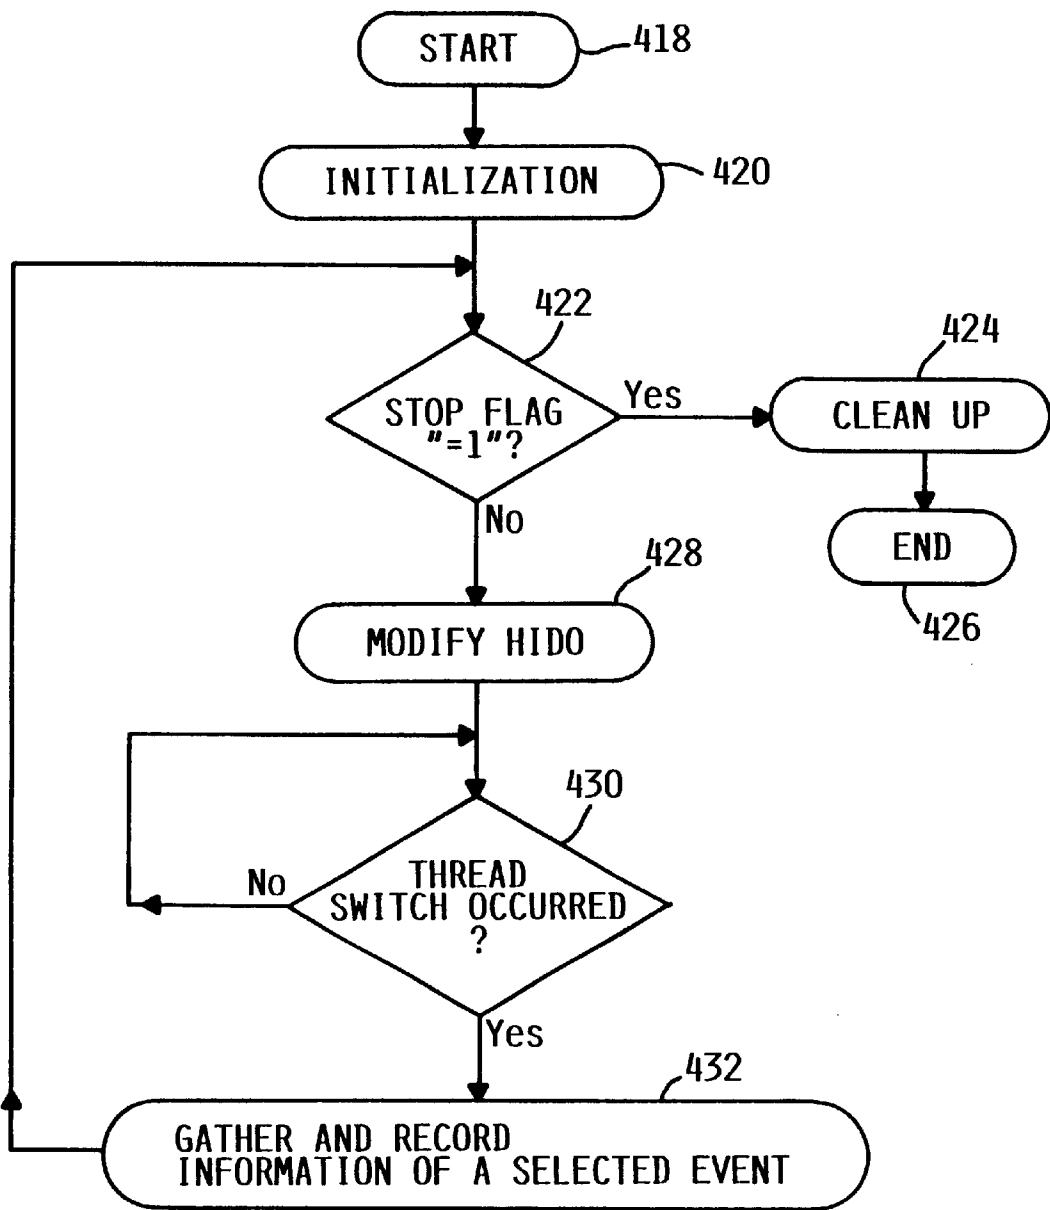 START
418
INITIALIZATION
420
422
424
STOP FLAG
"=1"?
Yes
CLEAN UP
No
END
426
428
MODIFY HIDO
430
THREAD
SWITCH OCCURRED
?
No
Yes
432
GATHER AND RECORD
INFORMATION OF A SELECTED EVENT